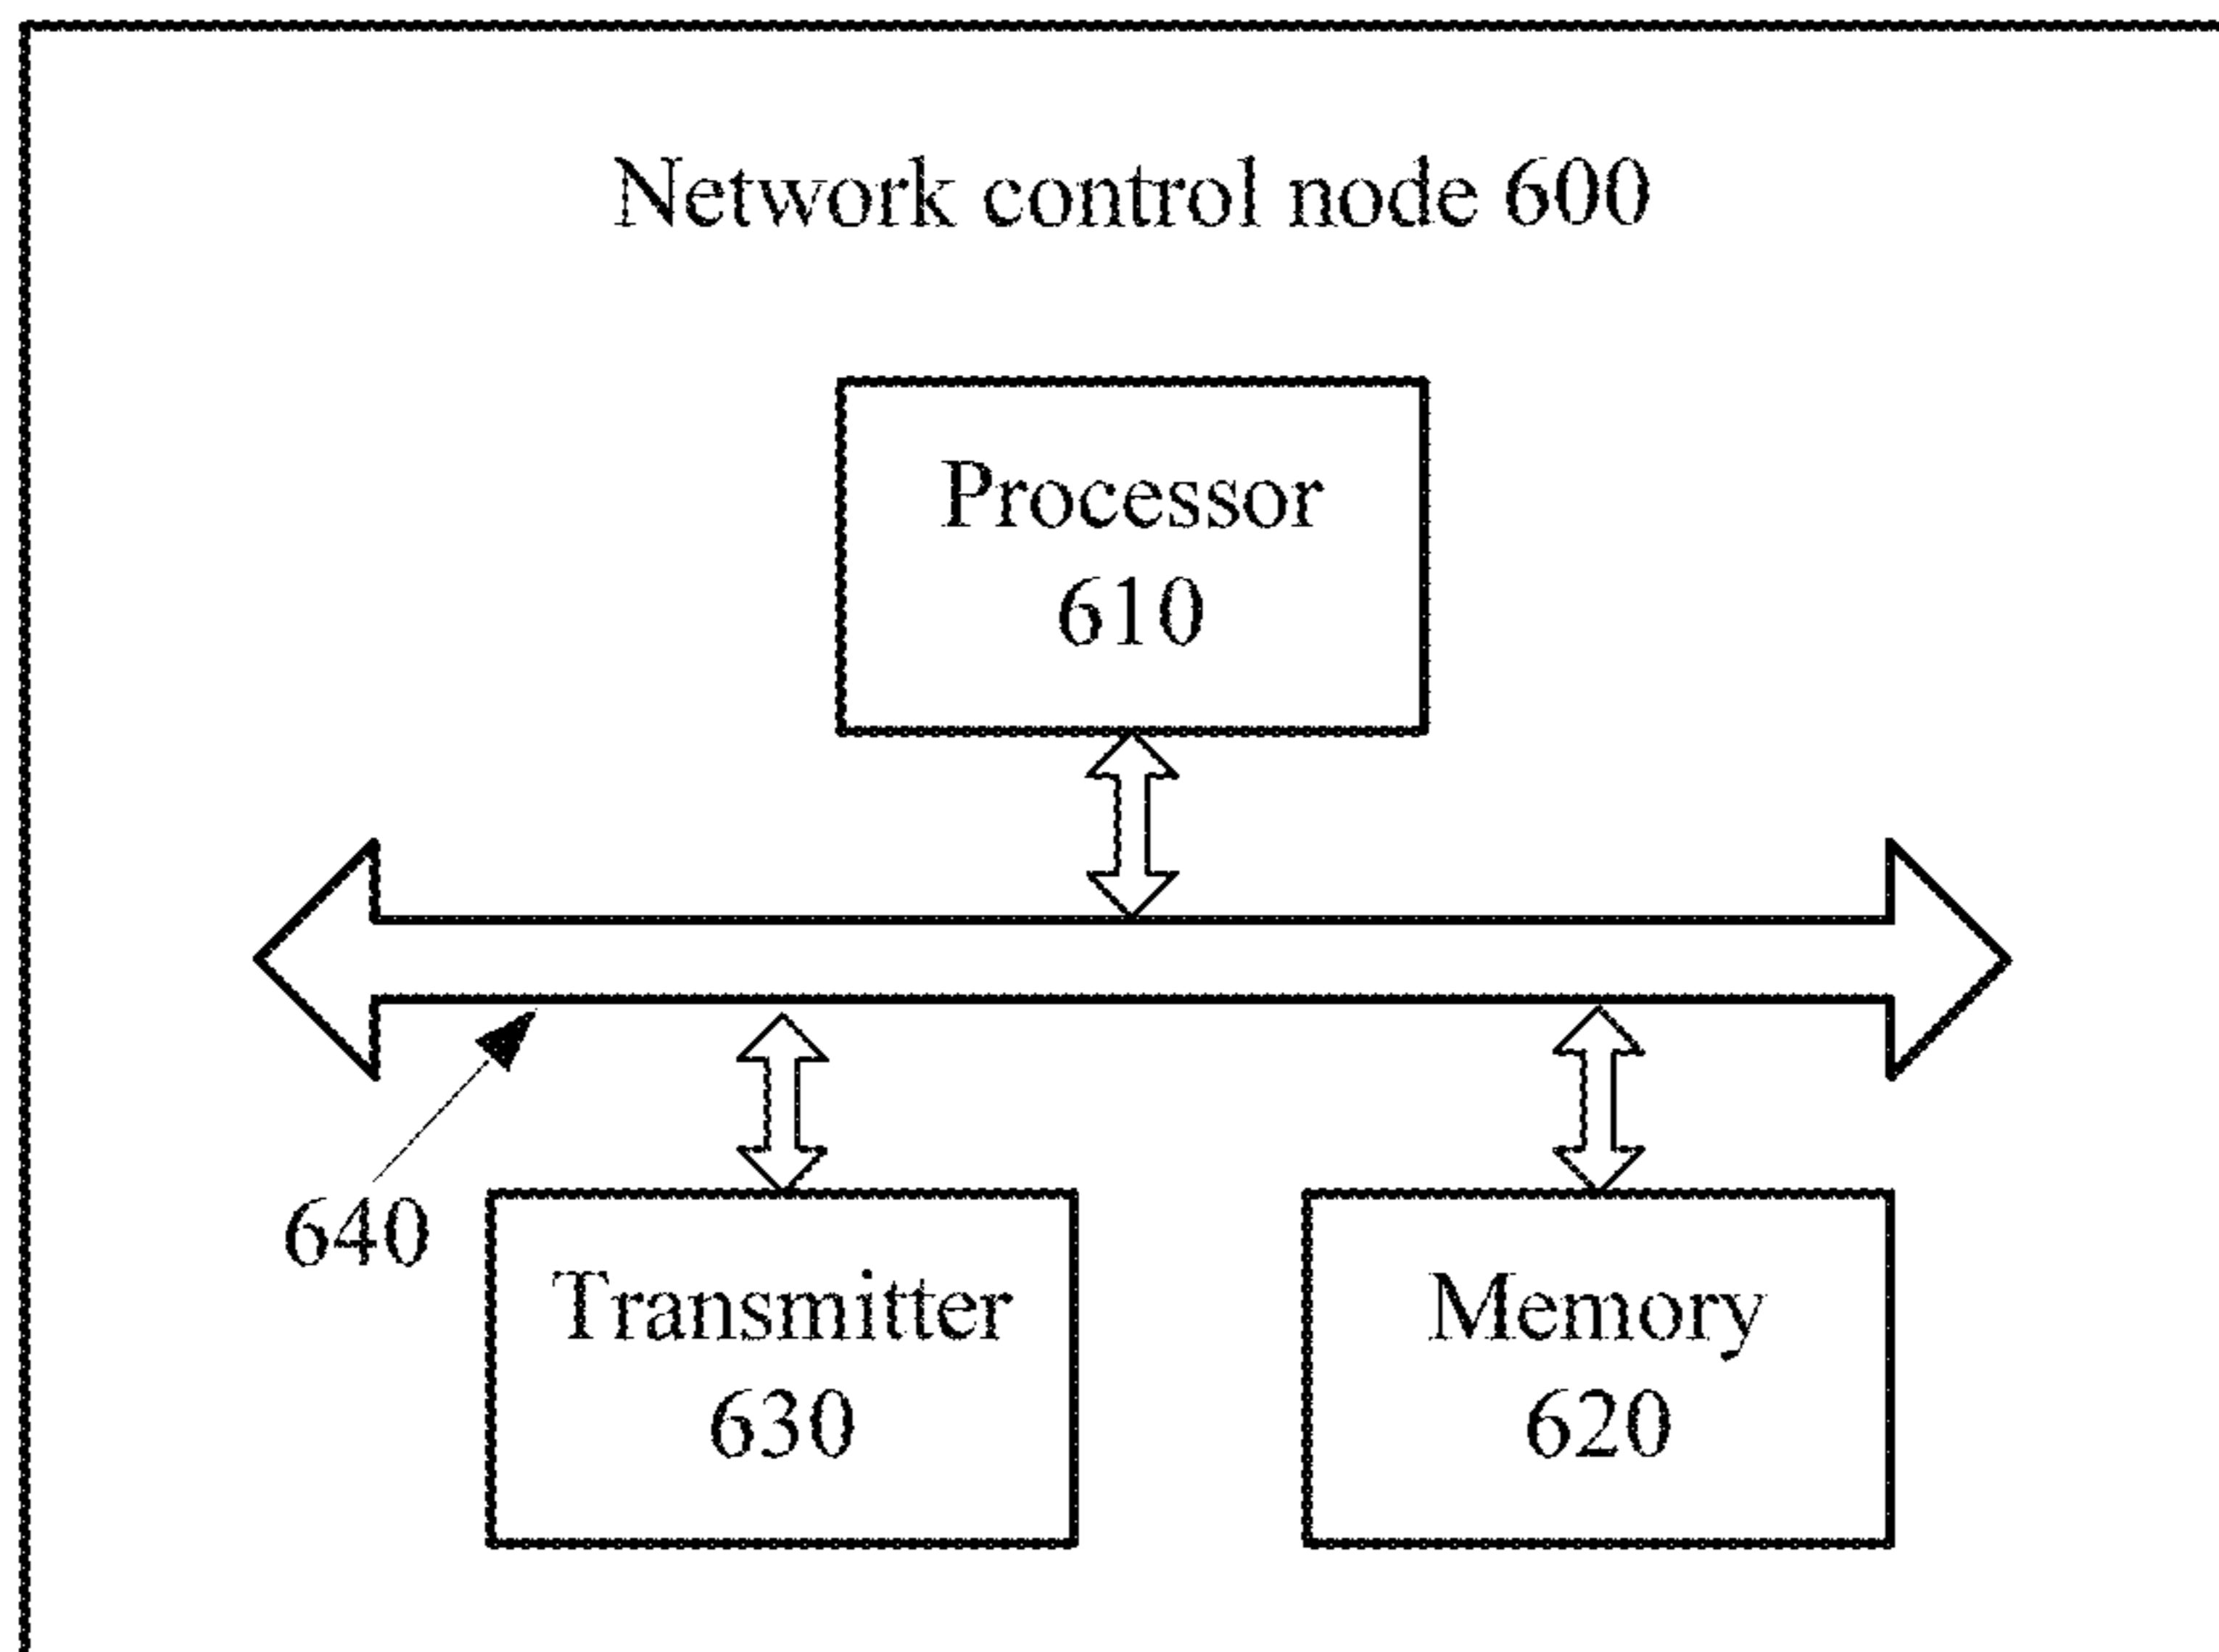 Network control node 600
Processor
610
640
Transmitter
630
Memory
620